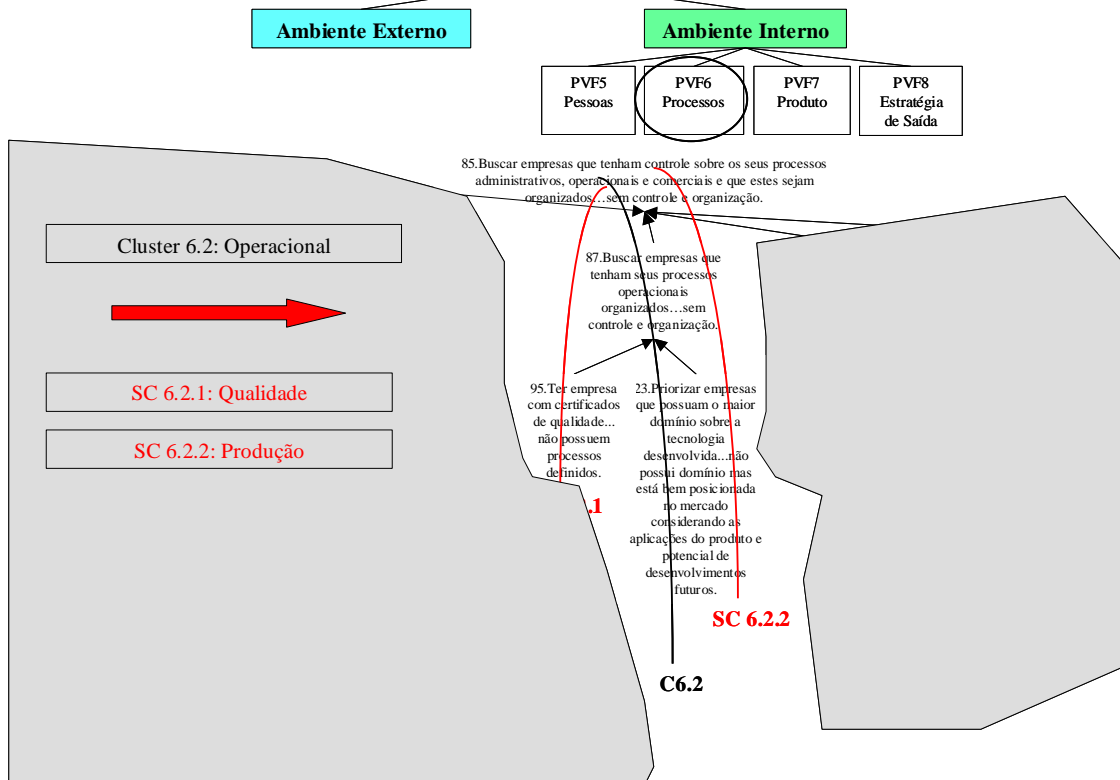 Ambiente Externo
Ambiente Interno
PVF5
Pessoas
PVF6
Processos
PVF7
Produto
PVF8
Estratégia
de Saída
85.Buscar empresas que tenham controle sobre os seus processos
administrativos, operacionais e comerciais e que estes sejam
organizados...sem controle e organização.
Cluster 6.2: Operacional
87.Buscar empresas que
tenham seus processos
operacionais
organizados...sem
controle e organização.
SC 6.2.1: Qualidade
SC 6.2.2: Produção
95.Ter empresa
com certificados
de qualidade...
não possuem
processos
definidos.
.1
23.Priorizar empresas
que possuam o maior
domínio sobre a
tecnologia
desenvolvida...não
possui domínio mas
está bem posicionada
no mercado
considerando as
aplicações do produto e
potencial de
desenvolvimentos
futuros.
SC 6.2.2
C6.2